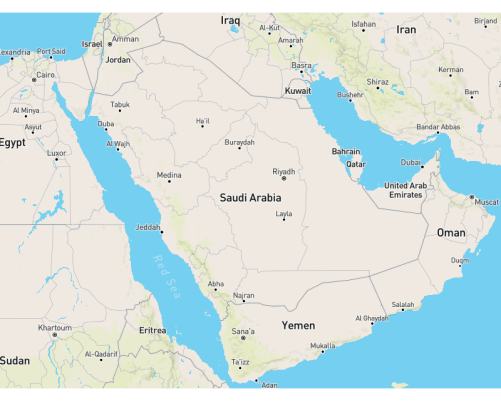 Iraq
Isfahan
Birjand
Al-Kut
Iran
Amman
Israel
Amarah
lexandria
Port Said
Jordan
Basra
Cairo
Kerman
Shiraz
Kuwait
Bam
Bushehr
Tabuk
Al Minya
Ha'il
Duba
Asyut
Bandar Abbas
Egypt
Al Wajh
Buraydah
Bahrain
Luxor
Qatar
Dubai
Medina
Riyadh
United Arab
Emirates
Saudi Arabia
Muscat
Layla
Jeddah
Oman
Red Sea
Duqm
Abha
Najran
Salalah
Khartoum
Eritrea
Yemen
Al Ghaydah
Sana'a
Mukalla
Sudan
Al-Qadarif
Ta'izz
Adan